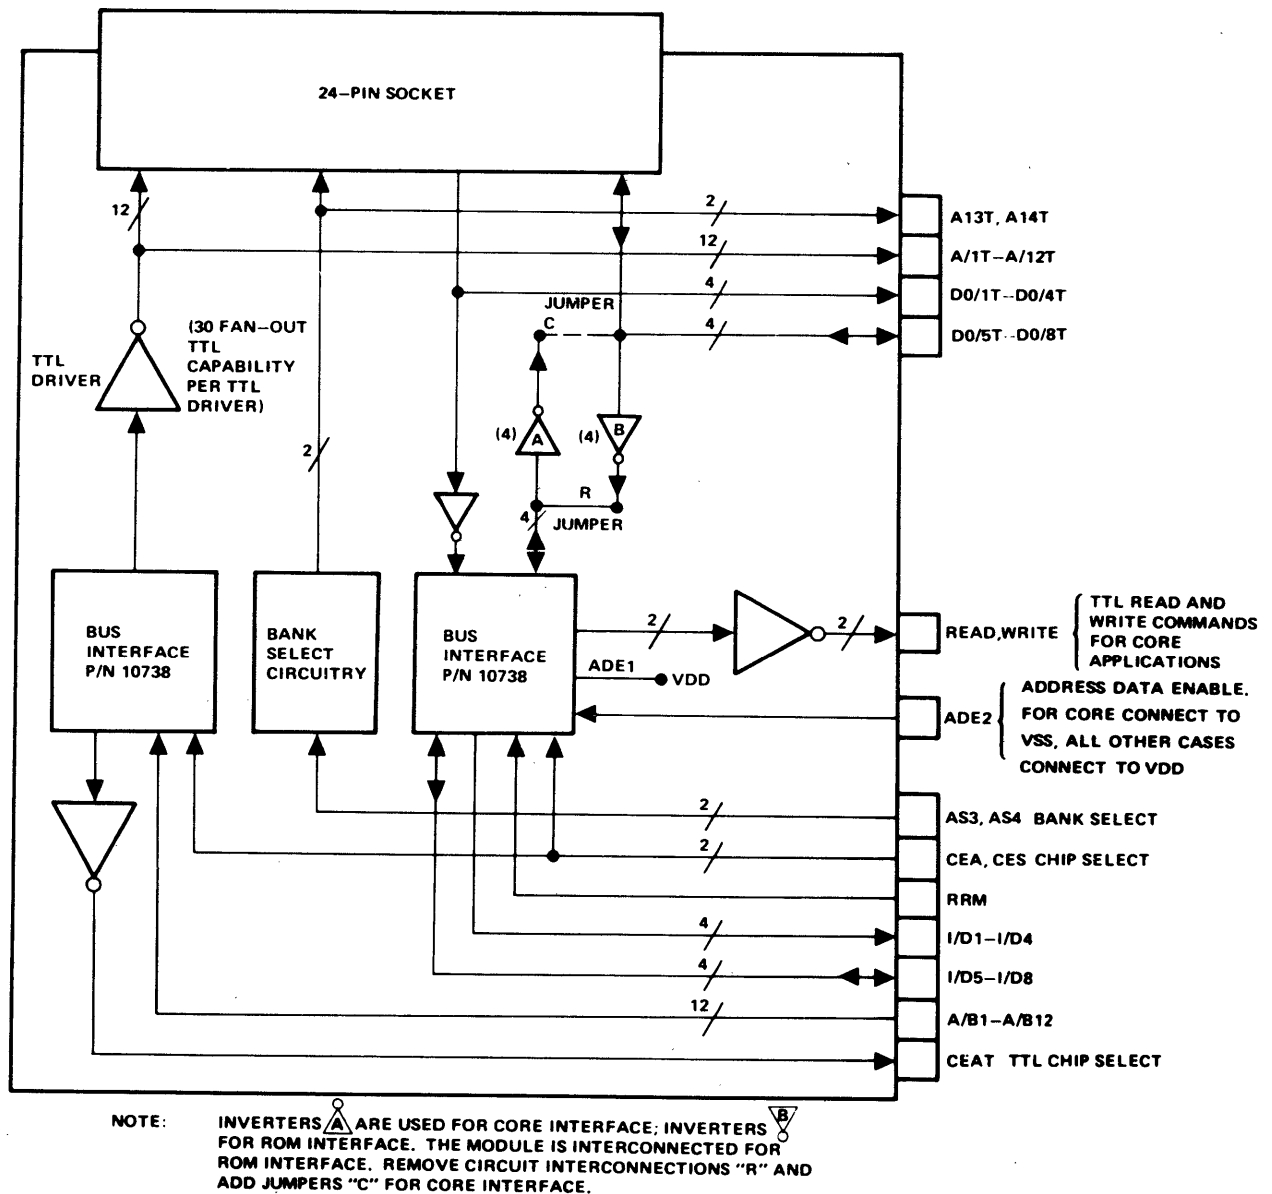 24-PIN SOCKET
12
2
A13T, A14T
12
A/1T-A/12T
4
D0/1T--D0/4T
JUMPER
C
4
D0/5T--D0/8T
TTL
DRIVER
(30 FAN-OUT
TTL
CAPABILITY
PER TTL
DRIVER)
2
(4)
A
(4)
B
R
4
JUMPER
BUS
INTERFACE
P/N 10738
BANK
SELECT
CIRCUITRY
BUS
INTERFACE
P/N 10738
2
2
READ,WRITE
TTL READ AND
WRITE COMMANDS
FOR CORE
APPLICATIONS
ADE1
VDD
ADE2
ADDRESS DATA ENABLE.
FOR CORE CONNECT TO
VSS, ALL OTHER CASES
CONNECT TO VDD
2
AS3, AS4 BANK SELECT
2
CEA, CES CHIP SELECT
RRM
4
I/D1-I/D4
4
I/D5-I/D8
12
A/B1-A/B12
CEAT TTL CHIP SELECT
NOTE: INVERTERS A ARE USED FOR CORE INTERFACE; INVERTERS B
FOR ROM INTERFACE. THE MODULE IS INTERCONNECTED FOR
ROM INTERFACE. REMOVE CIRCUIT INTERCONNECTIONS "R" AND
ADD JUMPERS "C" FOR CORE INTERFACE.